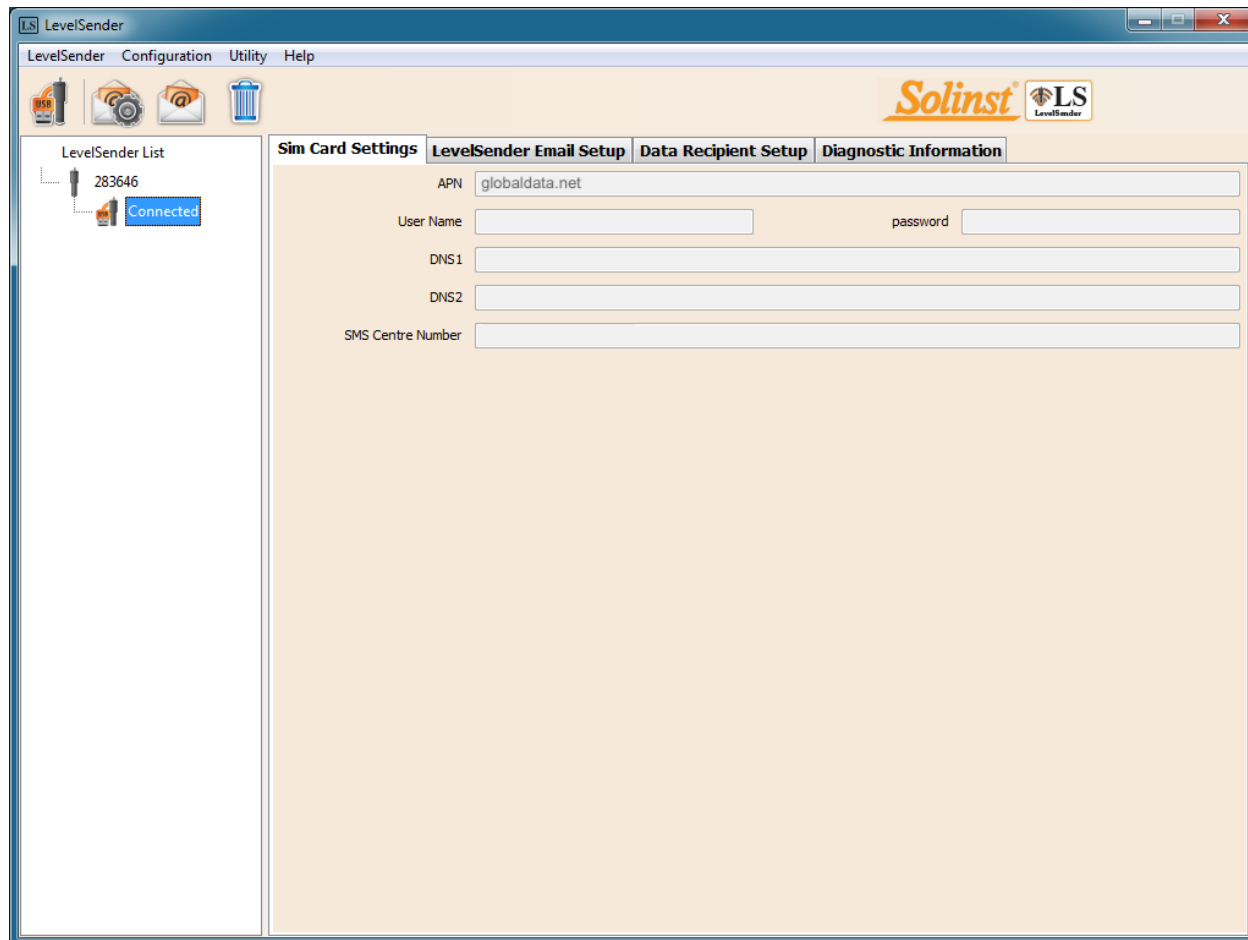 LS LevelSender
LevelSender Configuration Utility Help
USB @ @ Solinst® LS
LevelSender
LevelSender List
283646
USB Connected
Sim Card Settings LevelSender Email Setup Data Recipient Setup Diagnostic Information
APN globaldata.net
User Name password
DNS1
DNS2
SMS Centre Number